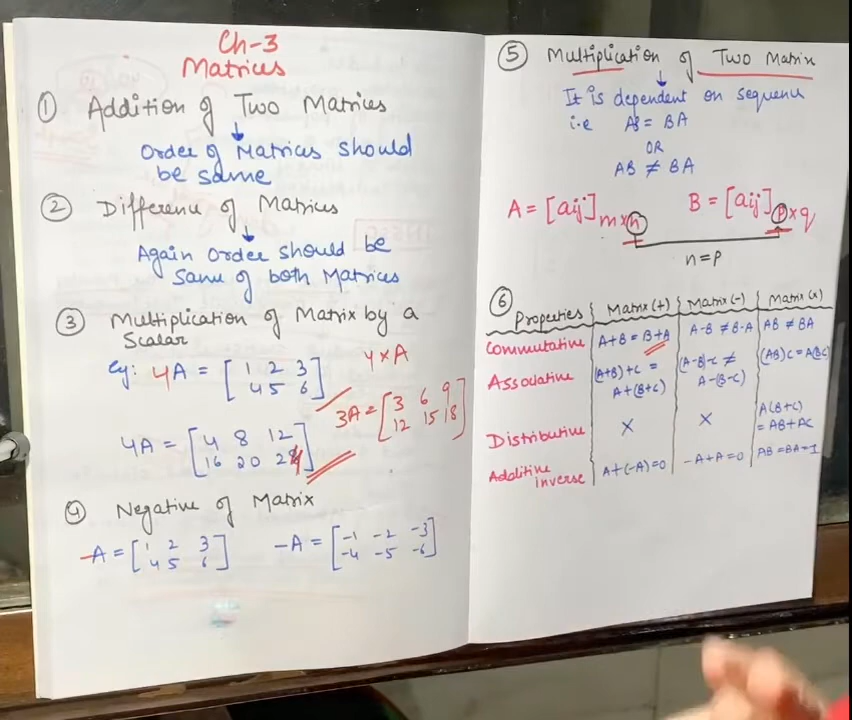 Ch-3
Matrices
① Addition of Two Matrices
Order of Matrices should
be same
② Difference of Matrices
Again order should be
same of both Matrices
③ Multiplication of Matrix by a
Scalar
eg: 4A = [1 2 3
4 5 6]
4 × A
3A = [3 6 9
12 15 18]
4A = [4 8 12
16 20 24]
④ Negative of Matrix
-A = [1 2 3
4 5 6]
-A = [-1 -2 -3
-4 -5 -6]
⑤ Multiplication of Two Matrix
It is dependent on sequence
i.e AB = BA
OR
AB ≠ BA
A = [aij] m×n B = [aij] p×q
n=p
⑥ Properties Matrix(+) Matrix(-) Matrix(x)
Commutative A+B = B+A A-B ≠ B-A AB ≠ BA
Associative (A+B)+C = A+(B+C) (A-B)-C ≠ A-(B-C) (AB)C = A(BC)
Distributive × × A(B+C) = AB+AC
Additive inverse A+(-A)=0 -A+A=0 AB=BA=1